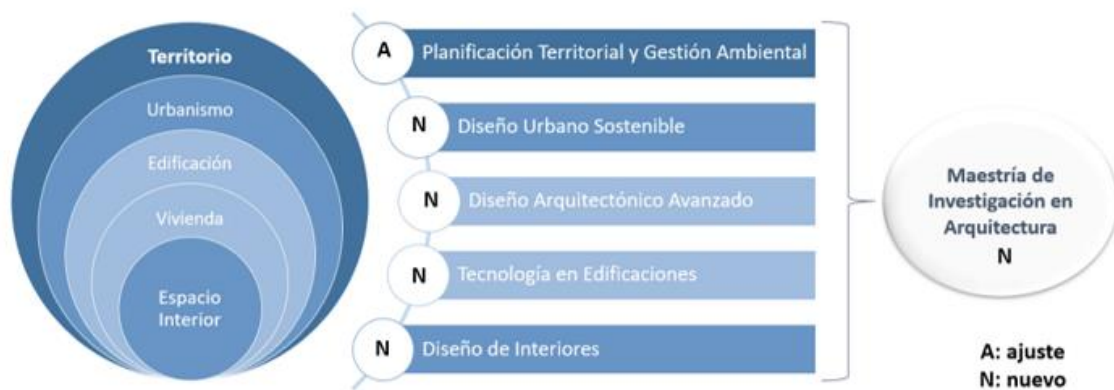 Territorio
Urbanismo
Edificación
Vivienda
Espacio
Interior
A
Planificación Territorial y Gestión Ambiental
N
Diseño Urbano Sostenible
N
Diseño Arquitectónico Avanzado
N
Tecnología en Edificaciones
N
Diseño de Interiores
Maestría de
Investigación en
Arquitectura
N
A: ajuste
N: nuevo